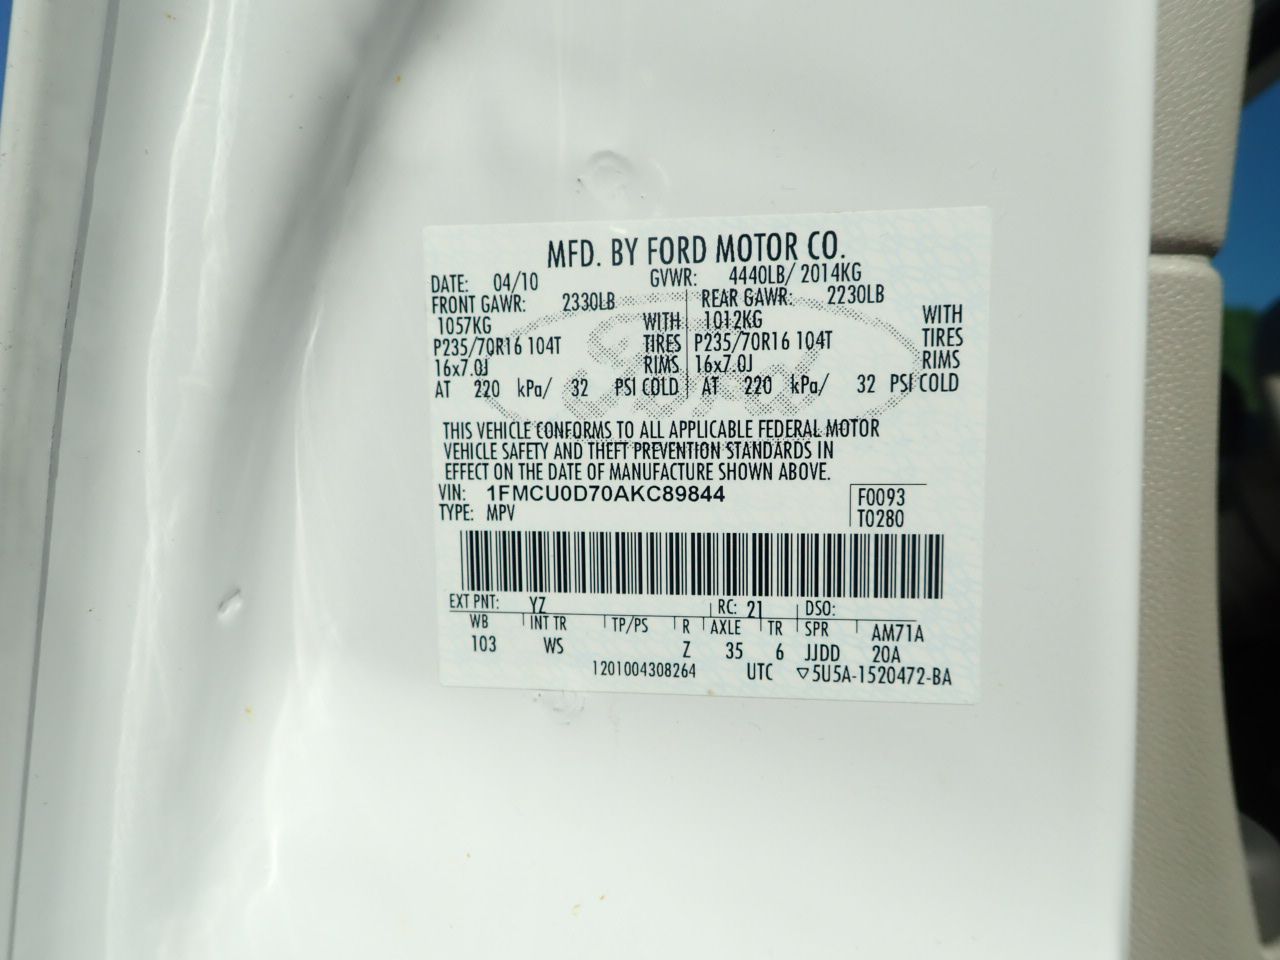 MFD. BY FORD MOTOR CO.
DATE: 04/10 GVWR: 4440LB/ 2014KG
FRONT GAWR: 2330LB REAR GAWR: 2230LB
1057KG WITH 1012KG WITH
P235/70R16 104T TIRES P235/70R16 104T TIRES
16x7.0J RIMS 16x7.0J RIMS
AT 220 kPa/ 32 PSI COLD AT 220 kPa/ 32 PSI COLD
THIS VEHICLE CONFORMS TO ALL APPLICABLE FEDERAL MOTOR
VEHICLE SAFETY AND THEFT PREVENTION STANDARDS IN
EFFECT ON THE DATE OF MANUFACTURE SHOWN ABOVE.
VIN: 1FMCU0D70AKC89844 F0093
TYPE: MPV T0280
EXT PNT: YZ RC: 21 DSO:
WB INT TR TP/PS R AXLE TR SPR AM71A
103 WS Z 35 6 JJDD 20A
1201004308264 UTC ▽5U5A-1520472-BA